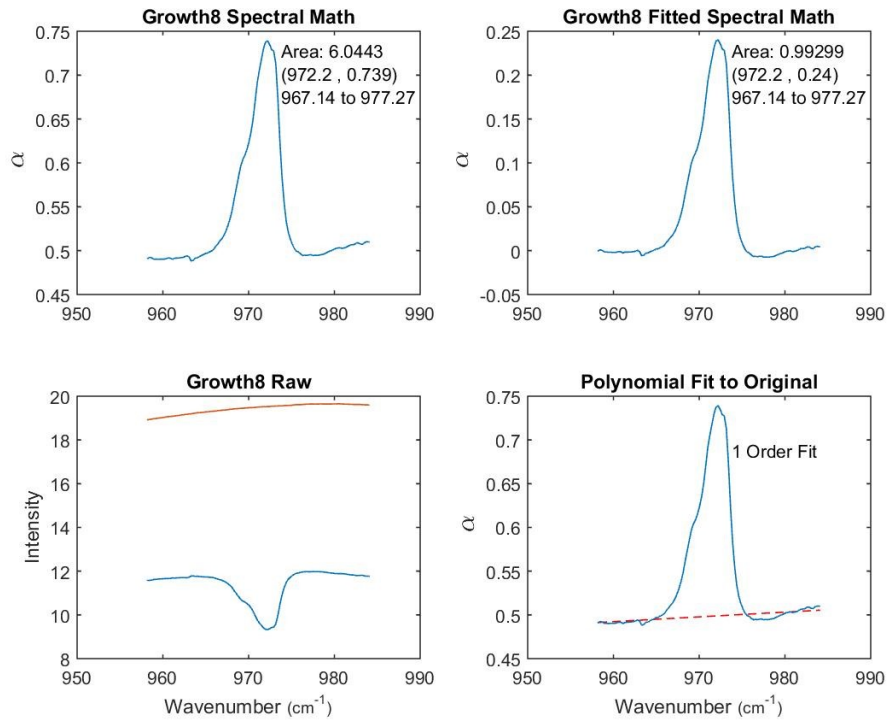 Growth8 Spectral Math
0.75
0.7
0.65
0.6
0.55
0.5
0.45
α
Area: 6.0443
(972.2 , 0.739)
967.14 to 977.27
950 960 970 980 990
Growth8 Fitted Spectral Math
0.25
0.2
0.15
0.1
0.05
0
-0.05
α
Area: 0.99299
(972.2 , 0.24)
967.14 to 977.27
950 960 970 980 990
Growth8 Raw
20
18
16
14
12
10
8
Intensity
950 960 970 980 990
Wavenumber (cm⁻¹)
Polynomial Fit to Original
0.75
0.7
0.65
0.6
0.55
0.5
0.45
α
1 Order Fit
950 960 970 980 990
Wavenumber (cm⁻¹)